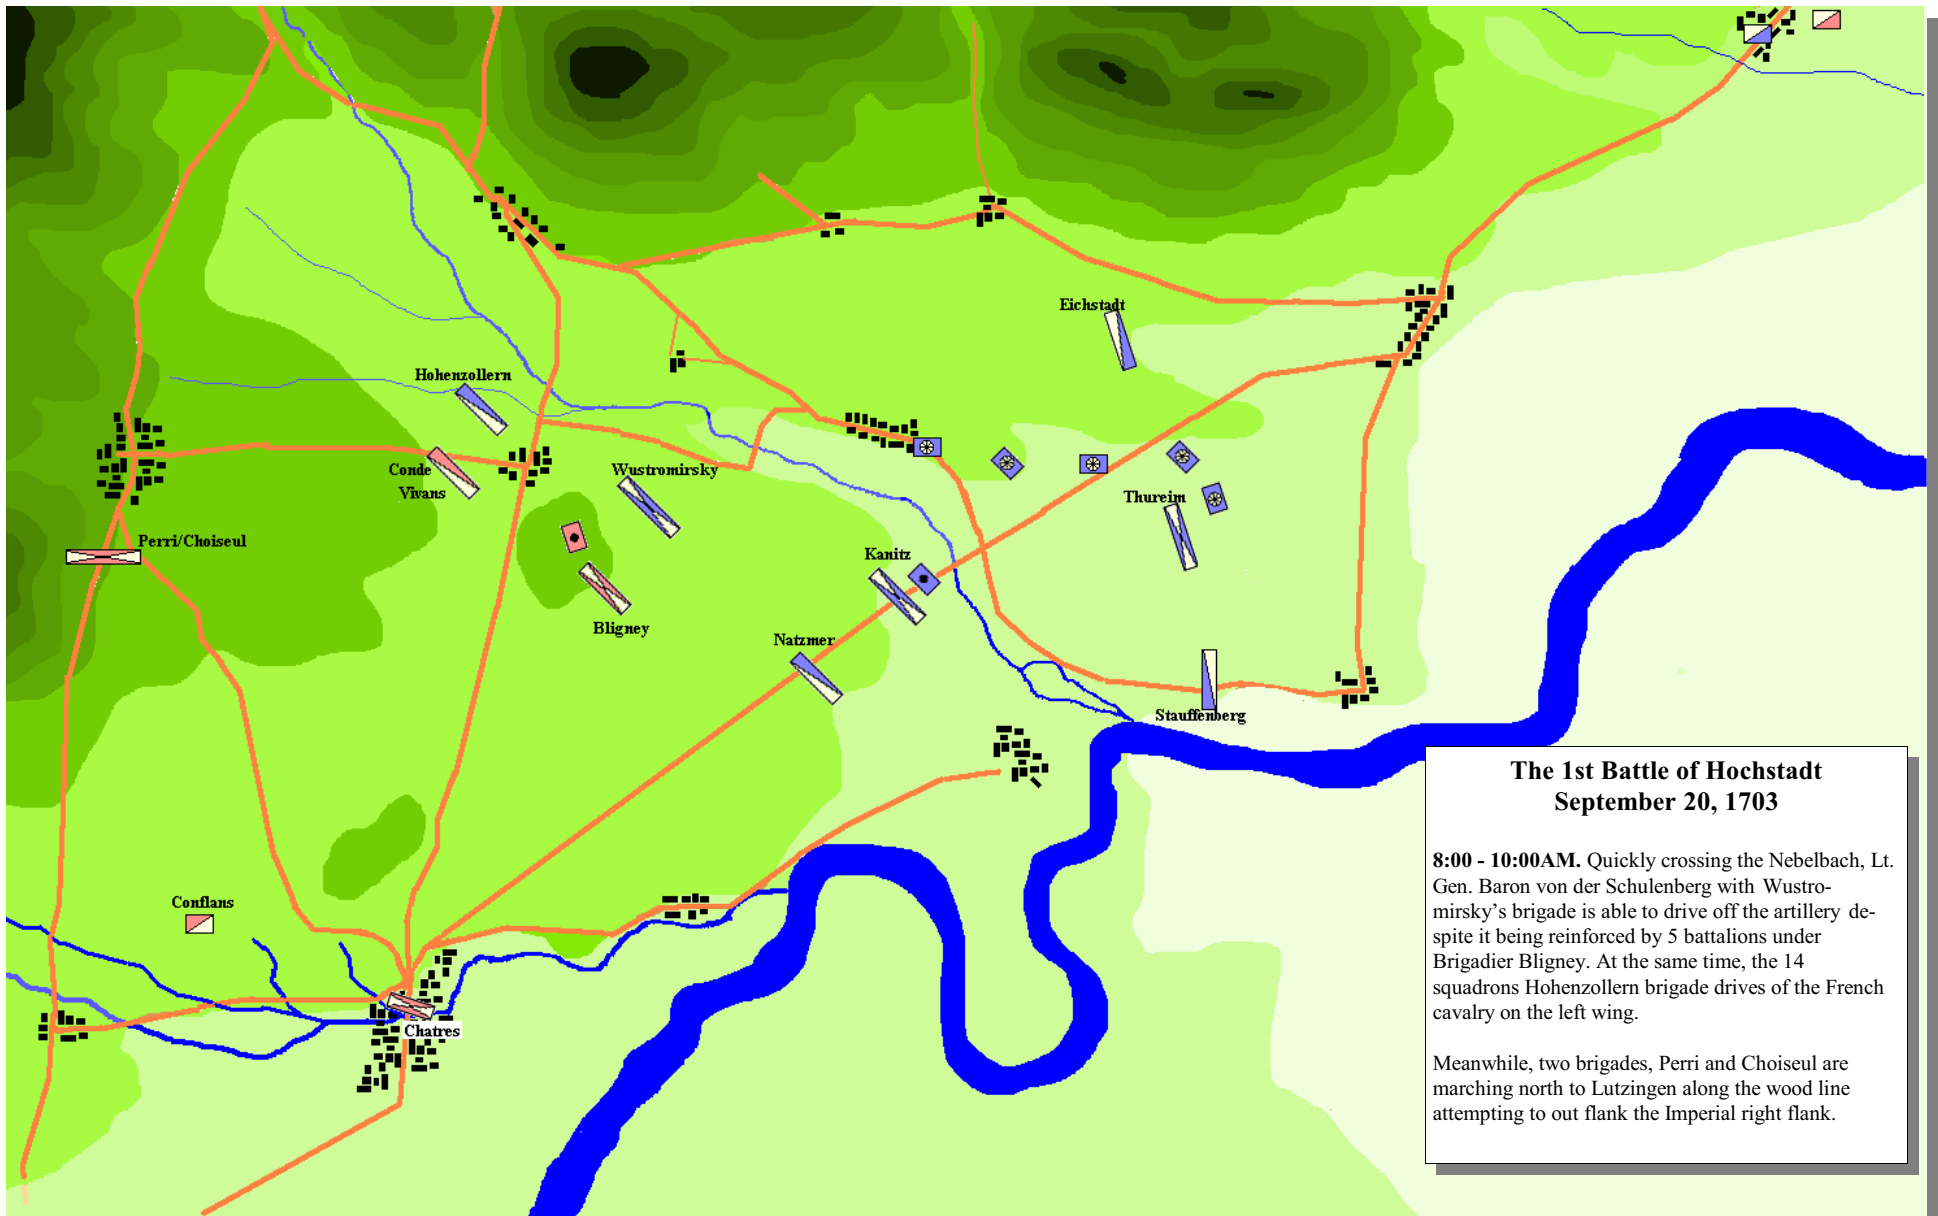 Eichstadt
Hohenzollern
Conde
Vivans
Wustromirsky
Thureim
Perri/Choiseul
Kanitz
Bligney
Natzmer
Stauffenberg
Conflans
Chatres
The 1st Battle of Hochstadt
September 20, 1703
8:00 - 10:00AM. Quickly crossing the Nebelbach, Lt.
Gen. Baron von der Schulenberg with Wustro-
mirsky's brigade is able to drive off the artillery de-
spite it being reinforced by 5 battalions under
Brigadier Bligney. At the same time, the 14
squadrons Hohenzollern brigade drives of the French
cavalry on the left wing.
Meanwhile, two brigades, Perri and Choiseul are
marching north to Lutzingen along the wood line
attempting to out flank the Imperial right flank.